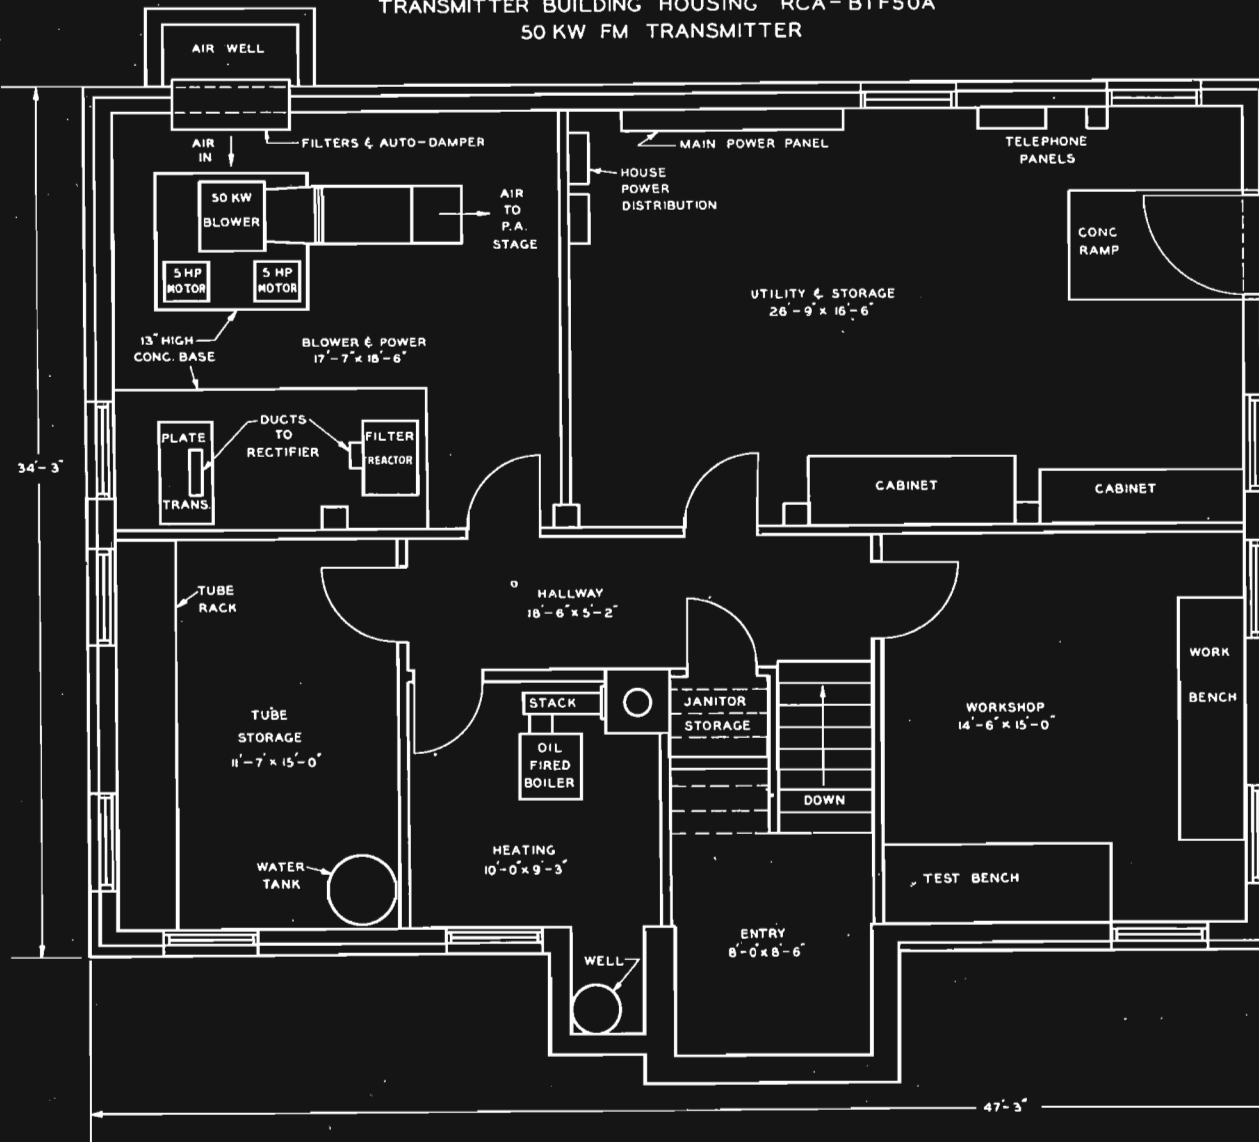 TRANSMITTER BUILDING HOUSING RCA-BTF50A
50 KW FM TRANSMITTER
AIR WELL
AIR
IN
FILTERS & AUTO-DAMPER
50 KW
BLOWER
AIR
TO
P.A.
STAGE
5 HP
MOTOR
5 HP
MOTOR
13" HIGH
CONC. BASE
BLOWER & POWER
17'-7" x 18'-6"
MAIN POWER PANEL
HOUSE
POWER
DISTRIBUTION
TELEPHONE
PANELS
CONC
RAMP
UTILITY & STORAGE
26'-9" x 16'-6"
PLATE
TRANS.
DUCTS
TO
RECTIFIER
FILTER
REACTOR
34'-3"
CABINET
CABINET
TUBE
RACK
HALLWAY
18'-6" x 5'-2"
TUBE
STORAGE
11'-7' x 15'-0"
WATER
TANK
STACK
OIL
FIRED
BOILER
HEATING
10'-0" x 9'-3"
JANITOR
STORAGE
DOWN
WORKSHOP
14'-6" x 15'-0"
WORK
BENCH
TEST BENCH
ENTRY
8'-0" x 8'-6"
WELL
47'-3"